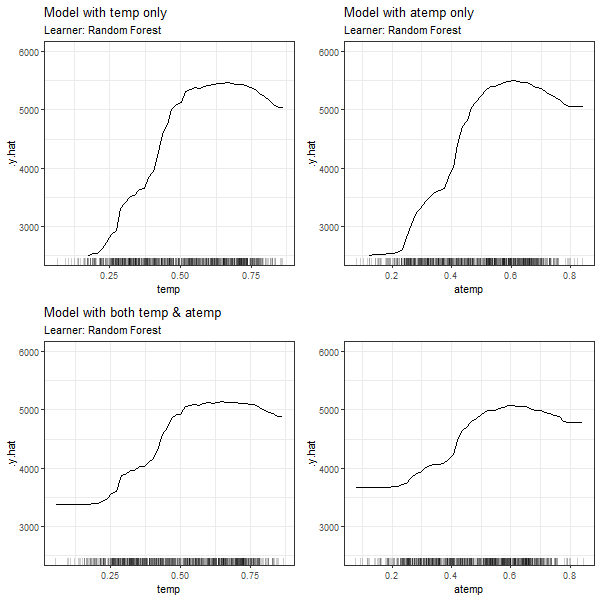 Model with temp only
Learner: Random Forest
6000
5000
4000
3000
.y.hat
0.25
0.50
0.75
temp
Model with atemp only
Learner: Random Forest
6000
5000
4000
3000
.y.hat
0.2
0.4
0.6
0.8
atemp
Model with both temp & atemp
Learner: Random Forest
6000
5000
4000
3000
.y.hat
0.25
0.50
0.75
temp
6000
5000
4000
3000
.y.hat
0.2
0.4
0.6
0.8
atemp